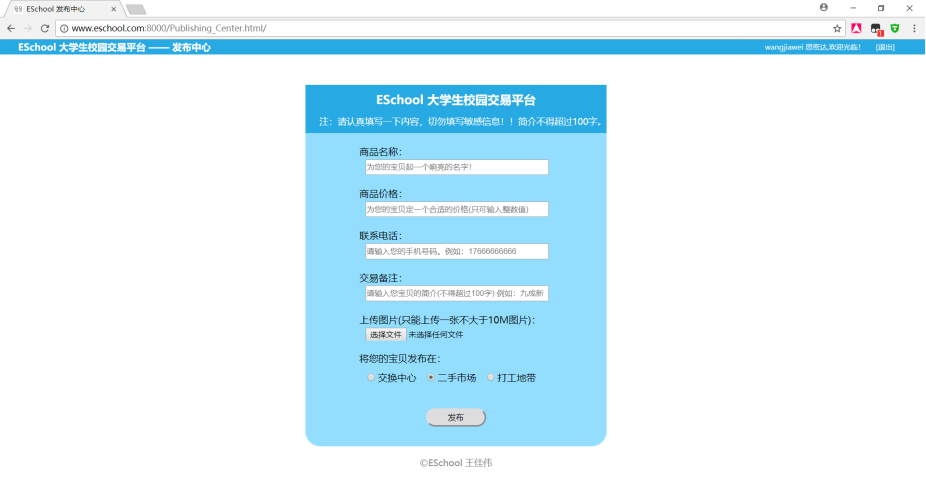 ESchool 发布中心
www.eschool.com:8000/Publishing_Center.html/
ESchool 大学生校园交易平台 —— 发布中心
wangjiawei 思密达,欢迎光临!
[退出]
ESchool 大学生校园交易平台
注：请认真填写一下内容，切勿填写敏感信息！！简介不得超过100字。
商品名称：
为您的宝贝起一个响亮的名字!
商品价格：
为您的宝贝定一个合适的价格(只可输入整数值)
联系电话：
请输入您的手机号码。例如：17666666666
交易备注：
请输入您宝贝的简介(不得超过100字) 例如：九成新
上传图片(只能上传一张不大于10M图片)：
选择文件 未选择任何文件
将您的宝贝发布在：
交换中心 二手市场 打工地带
发布
©ESchool 王佳伟